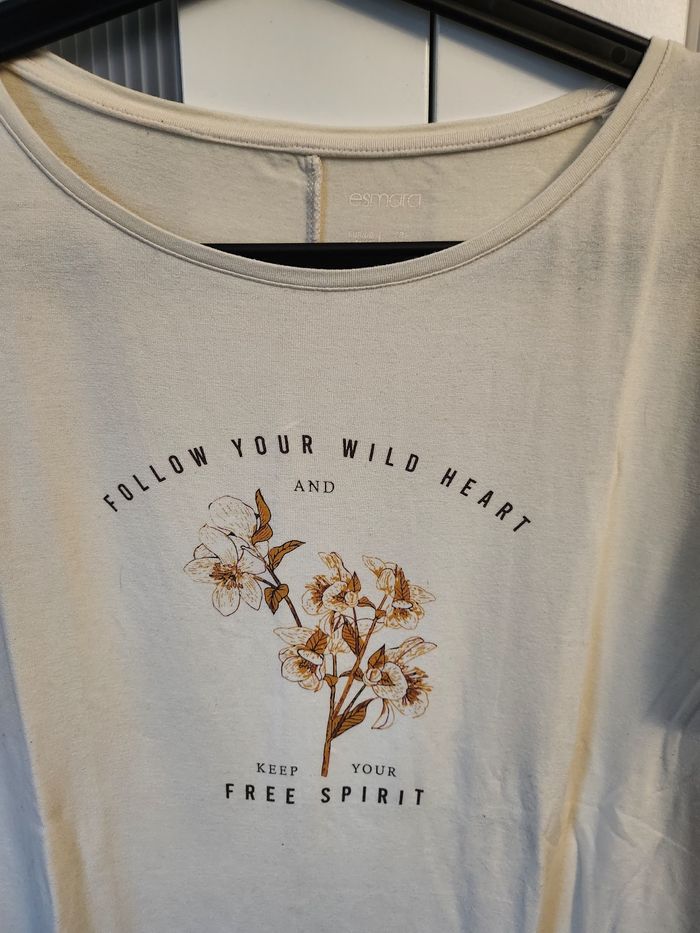 esmara
FOLLOW YOUR WILD HEART
AND
KEEP YOUR
FREE SPIRIT